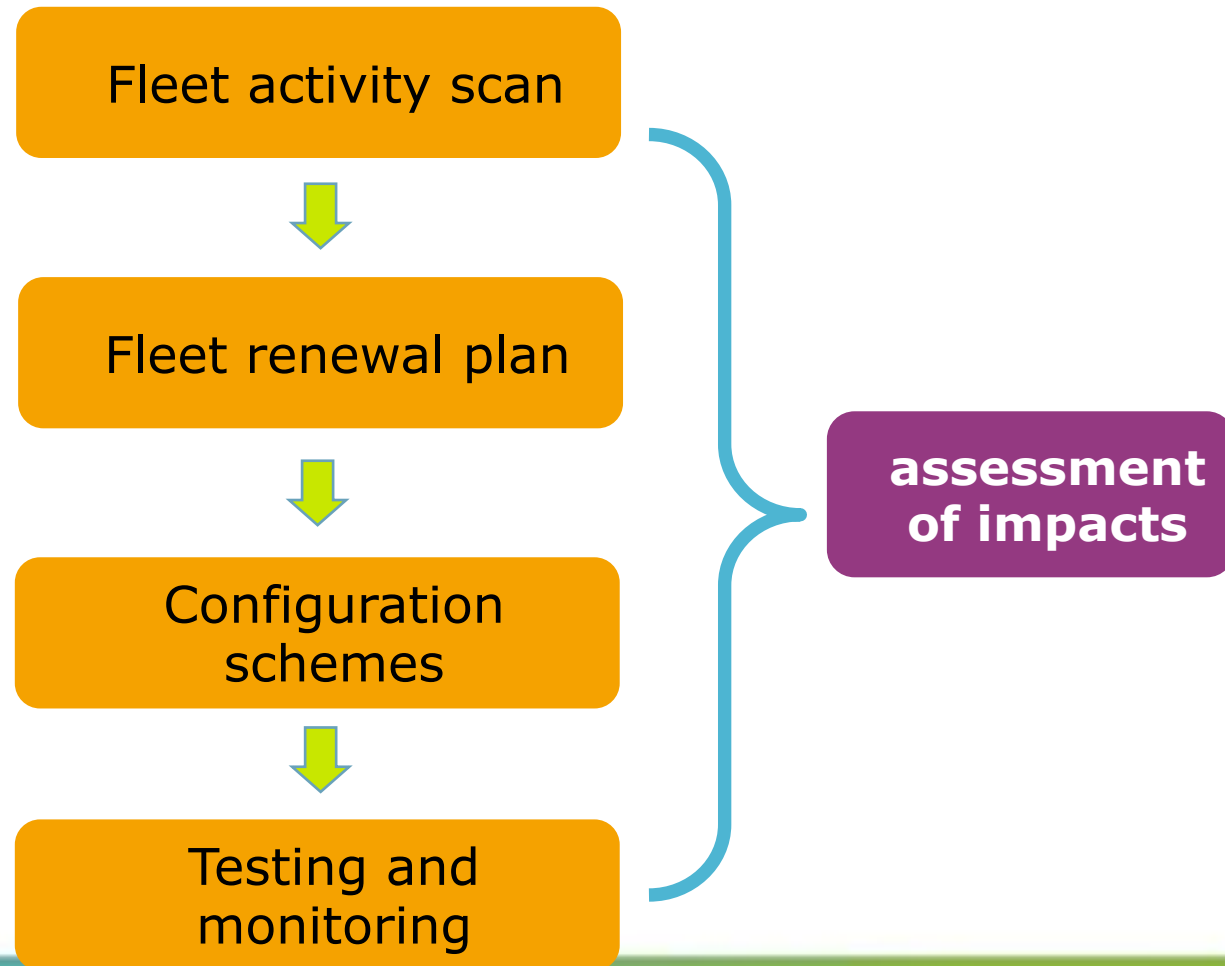 Fleet activity scan
Fleet renewal plan
Configuration
schemes
Testing and
monitoring
assessment
of impacts